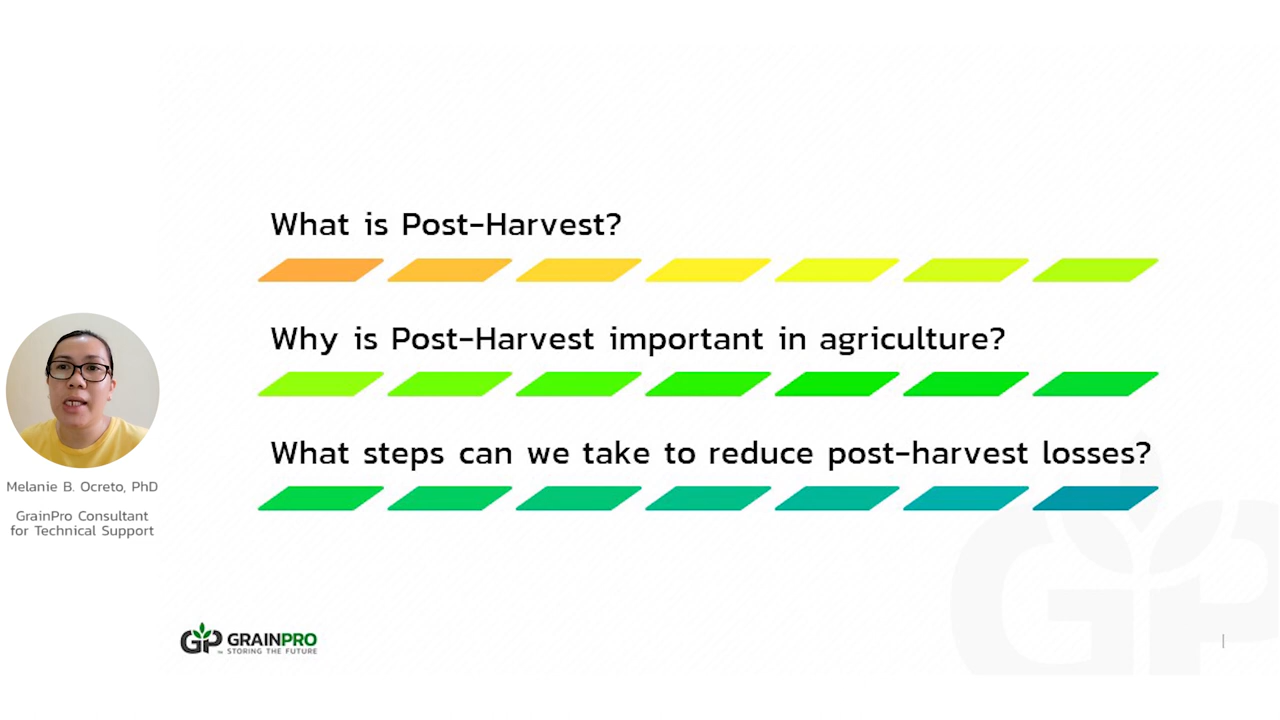 What is Post-Harvest?
Why is Post-Harvest important in agriculture?
What steps can we take to reduce post-harvest losses?
Melanie B. Ocreto, PhD
GrainPro Consultant
for Technical Support
GP GRAINPRO
STORING THE FUTURE
GP